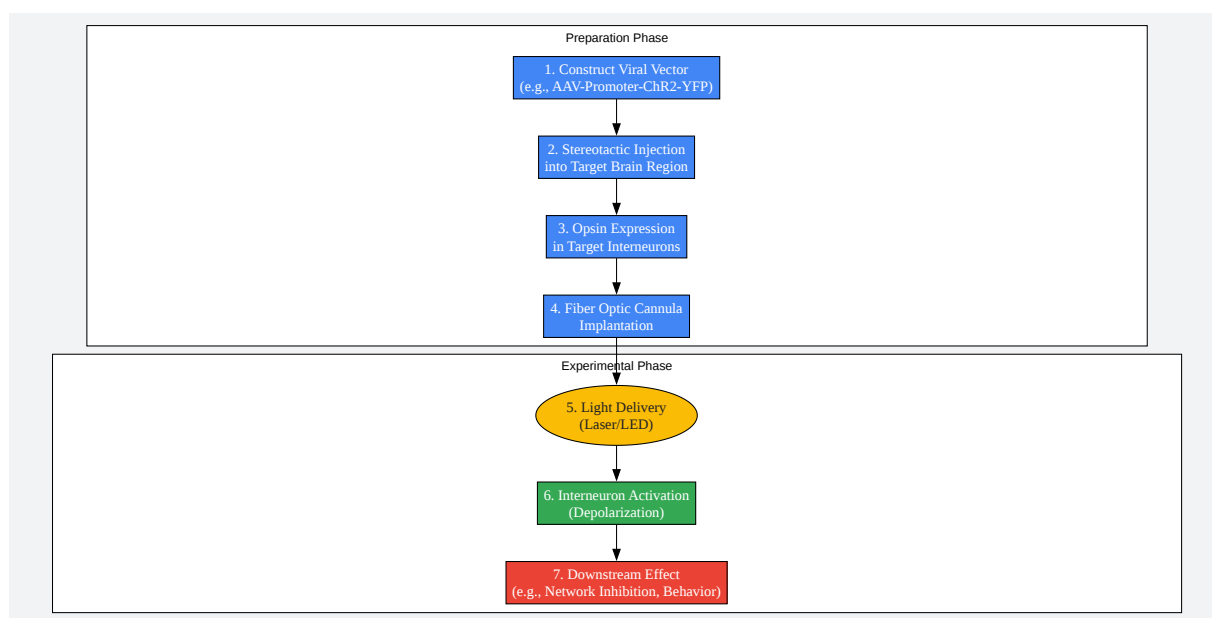 Preparation Phase
1. Construct Viral Vector
(e.g., AAV-Promoter-ChR2-YFP)
2. Stereotactic Injection
into Target Brain Region
3. Opsin Expression
in Target Interneurons
4. Fiber Optic Cannula
Implantation
Experimental Phase
5. Light Delivery
(Laser/LED)
6. Interneuron Activation
(Depolarization)
7. Downstream Effect
(e.g., Network Inhibition, Behavior)